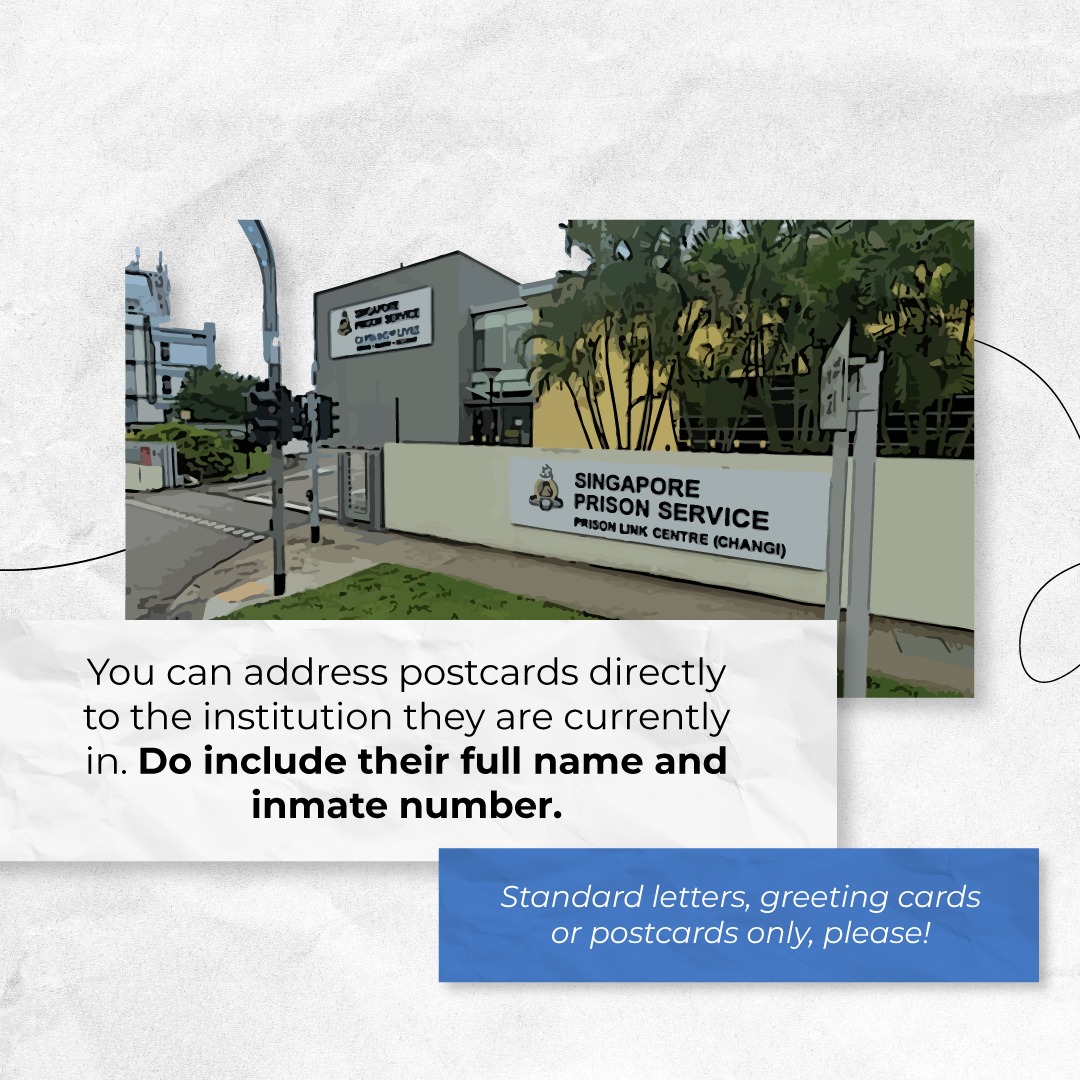 SINGAPORE
PRISON SERVICE
SINGAPORE
PRISON SERVICE
PRISON LINK CENTRE (CHANGI)
You can address postcards directly
to the institution they are currently
in. Do include their full name and
inmate number.
Standard letters, greeting cards
or postcards only, please!